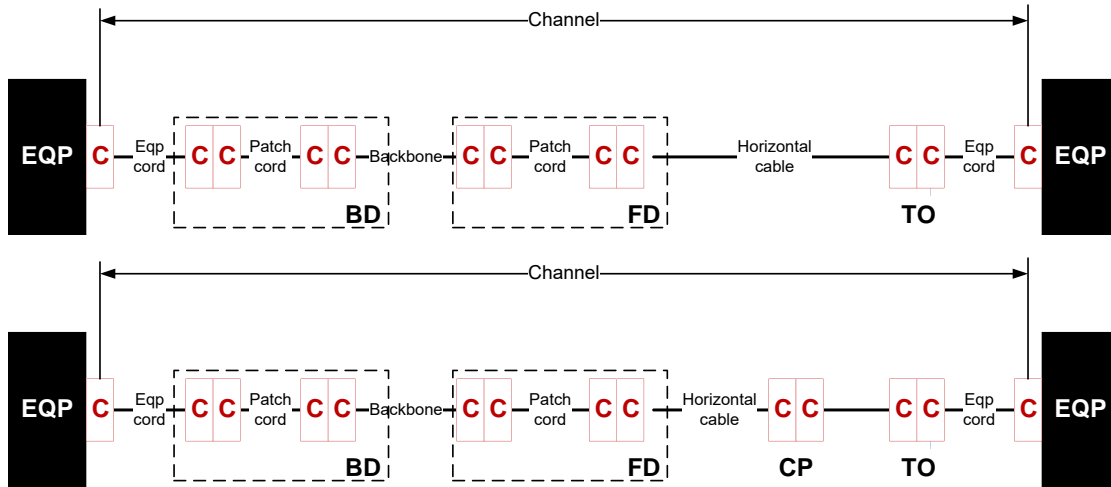 Channel
EQP C Eqp cord C C Patch cord C C Backbone C C Patch cord C C Horizontal cable C C Eqp cord C EQP
BD FD TO
Channel
EQP C Eqp cord C C Patch cord C C Backbone C C Patch cord C C Horizontal cable C C C C Eqp cord C EQP
BD FD CP TO